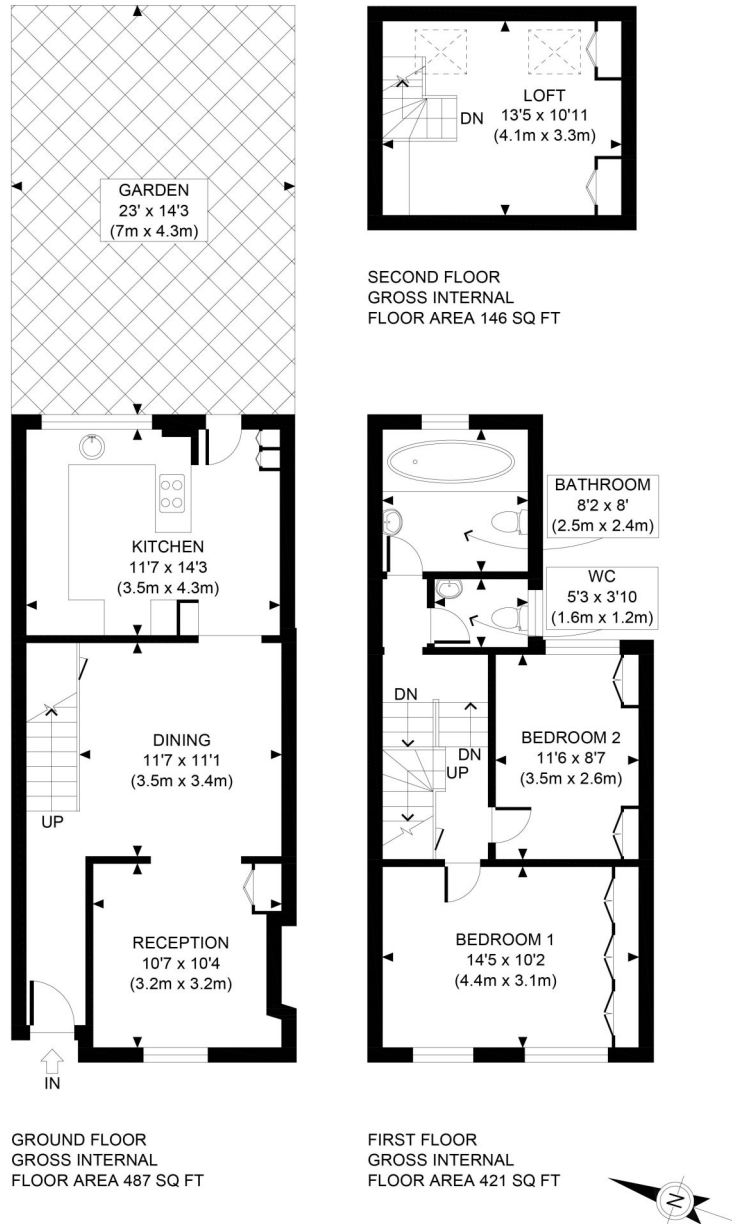 LOFT
13'5 x 10'11
(4.1m x 3.3m)
DN
SECOND FLOOR
GROSS INTERNAL
FLOOR AREA 146 SQ FT
GARDEN
23' x 14'3
(7m x 4.3m)
KITCHEN
11'7 x 14'3
(3.5m x 4.3m)
DINING
11'7 x 11'1
(3.5m x 3.4m)
UP
RECEPTION
10'7 x 10'4
(3.2m x 3.2m)
IN
GROUND FLOOR
GROSS INTERNAL
FLOOR AREA 487 SQ FT
BATHROOM
8'2 x 8'
(2.5m x 2.4m)
WC
5'3 x 3'10
(1.6m x 1.2m)
DN
DN
UP
BEDROOM 2
11'6 x 8'7
(3.5m x 2.6m)
BEDROOM 1
14'5 x 10'2
(4.4m x 3.1m)
FIRST FLOOR
GROSS INTERNAL
FLOOR AREA 421 SQ FT
N